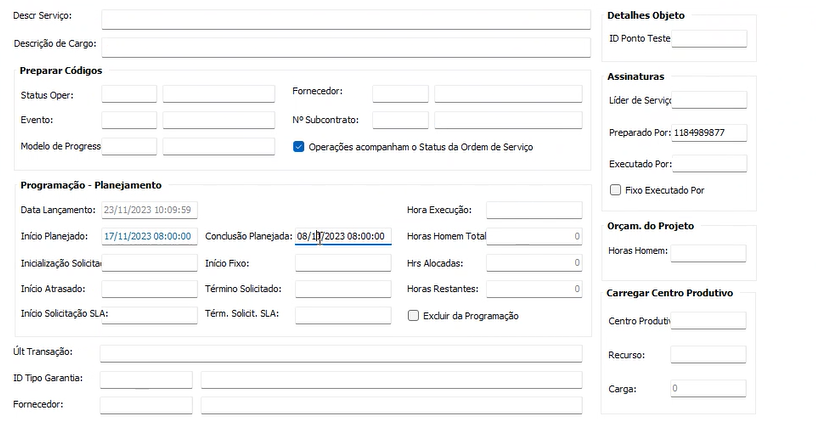 Descr Serviço:
Descrição de Cargo:
Preparar Códigos
Status Oper:
Fornecedor:
Evento:
Nº Subcontrato:
Modelo de Progress
Operações acompanham o Status da Ordem de Serviço
Programação - Planejamento
Data Lançamento: 23/11/2023 10:09:59
Hora Execução:
Início Planejado: 17/11/2023 08:00:00
Conclusão Planejada: /2023 08:00:00
Horas Homem Total 0
Inicialização Solicita
Início Fixo:
Hrs Alocadas: 0
Início Atrasado:
Término Solicitado:
Horas Restantes: 0
Início Solicitação SLA:
Térm. Solicit. SLA:
Excluir da Programação
Últ Transação:
ID Tipo Garantia:
Fornecedor:
Detalhes Objeto
ID Ponto Teste
Assinaturas
Líder de Serviç
Preparado Por: 1184989877
Executado Por:
Fixo Executado Por
Orçam. do Projeto
Horas Homem:
Carregar Centro Produtivo
Centro Produti
Recurso:
Carga: 0